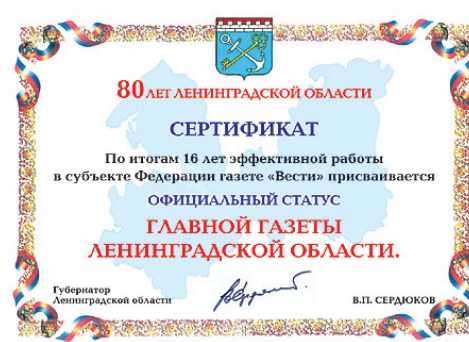 80 ЛЕТ ЛЕНИНГРАДСКОЙ ОБЛАСТИ
СЕРТИФИКАТ
По итогам 16 лет эффективной работы
в субъекте Федерации газете «Вести» присваивается
ОФИЦИАЛЬНЫЙ СТАТУС
ГЛАВНОЙ ГАЗЕТЫ
ЛЕНИНГРАДСКОЙ ОБЛАСТИ.
Губернатор
Ленинградской области
В.П. СЕРДЮКОВ